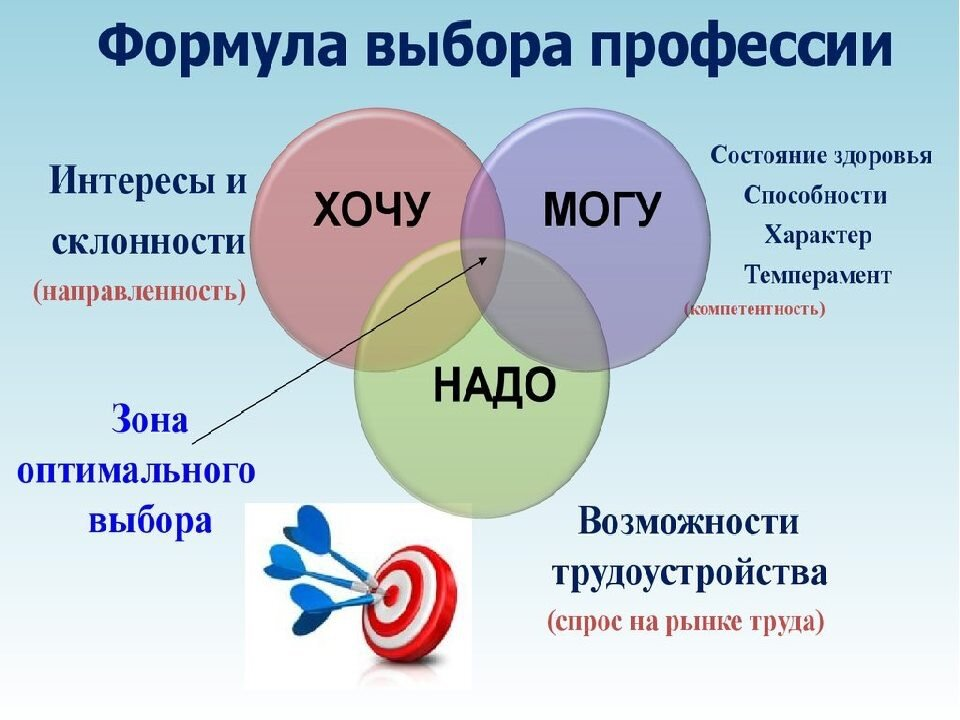 Формула выбора профессии
Интересы и
склонности
(направленность)
ХОЧУ
МОГУ
Состояние здоровья
Способности
Характер
Темперамент
(компетентность)
НАДО
Зона
оптимального
выбора
Возможности
трудоустройства
(спрос на рынке труда)